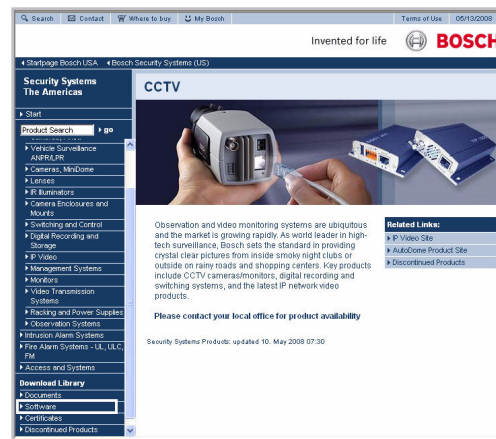 Search Contact Where to buy My Bosch Terms of Use 05/13/2008
Invented for life BOSCH
Startpage Bosch USA Bosch Security Systems (US)
Security Systems
The Americas
CCTV
Start
Product Search go
Vehicle Surveillance
ANPR/LPR
Cameras, MiniDome
Lenses
IR Illuminators
Camera Enclosures and
Mounts
Switching and Control
Digital Recording and
Storage
IP Video
Management Systems
Monitors
Video Transmission
Systems
Racking and Power Supplies
Observation Systems
Intrusion Alarm Systems
Fire Alarm Systems - UL, ULC,
FM
Access and Systems
Download Library
Documents
Software
Certificates
Discontinued Products
Observation and video monitoring systems are ubiquitous
and the market is growing rapidly. As world leader in high-
tech surveillance, Bosch sets the standard in providing
crystal clear pictures from inside smoky night clubs or
outside on rainy roads and shopping centers. Key products
include CCTV cameras/monitors, digital recording and
switching systems, and the latest IP network video
products.
Please contact your local office for product availability
Security Systems Products: updated 10. May 2008 07:30
Related Links:
IP Video Site
AutoDome Product Site
Discontinued Products